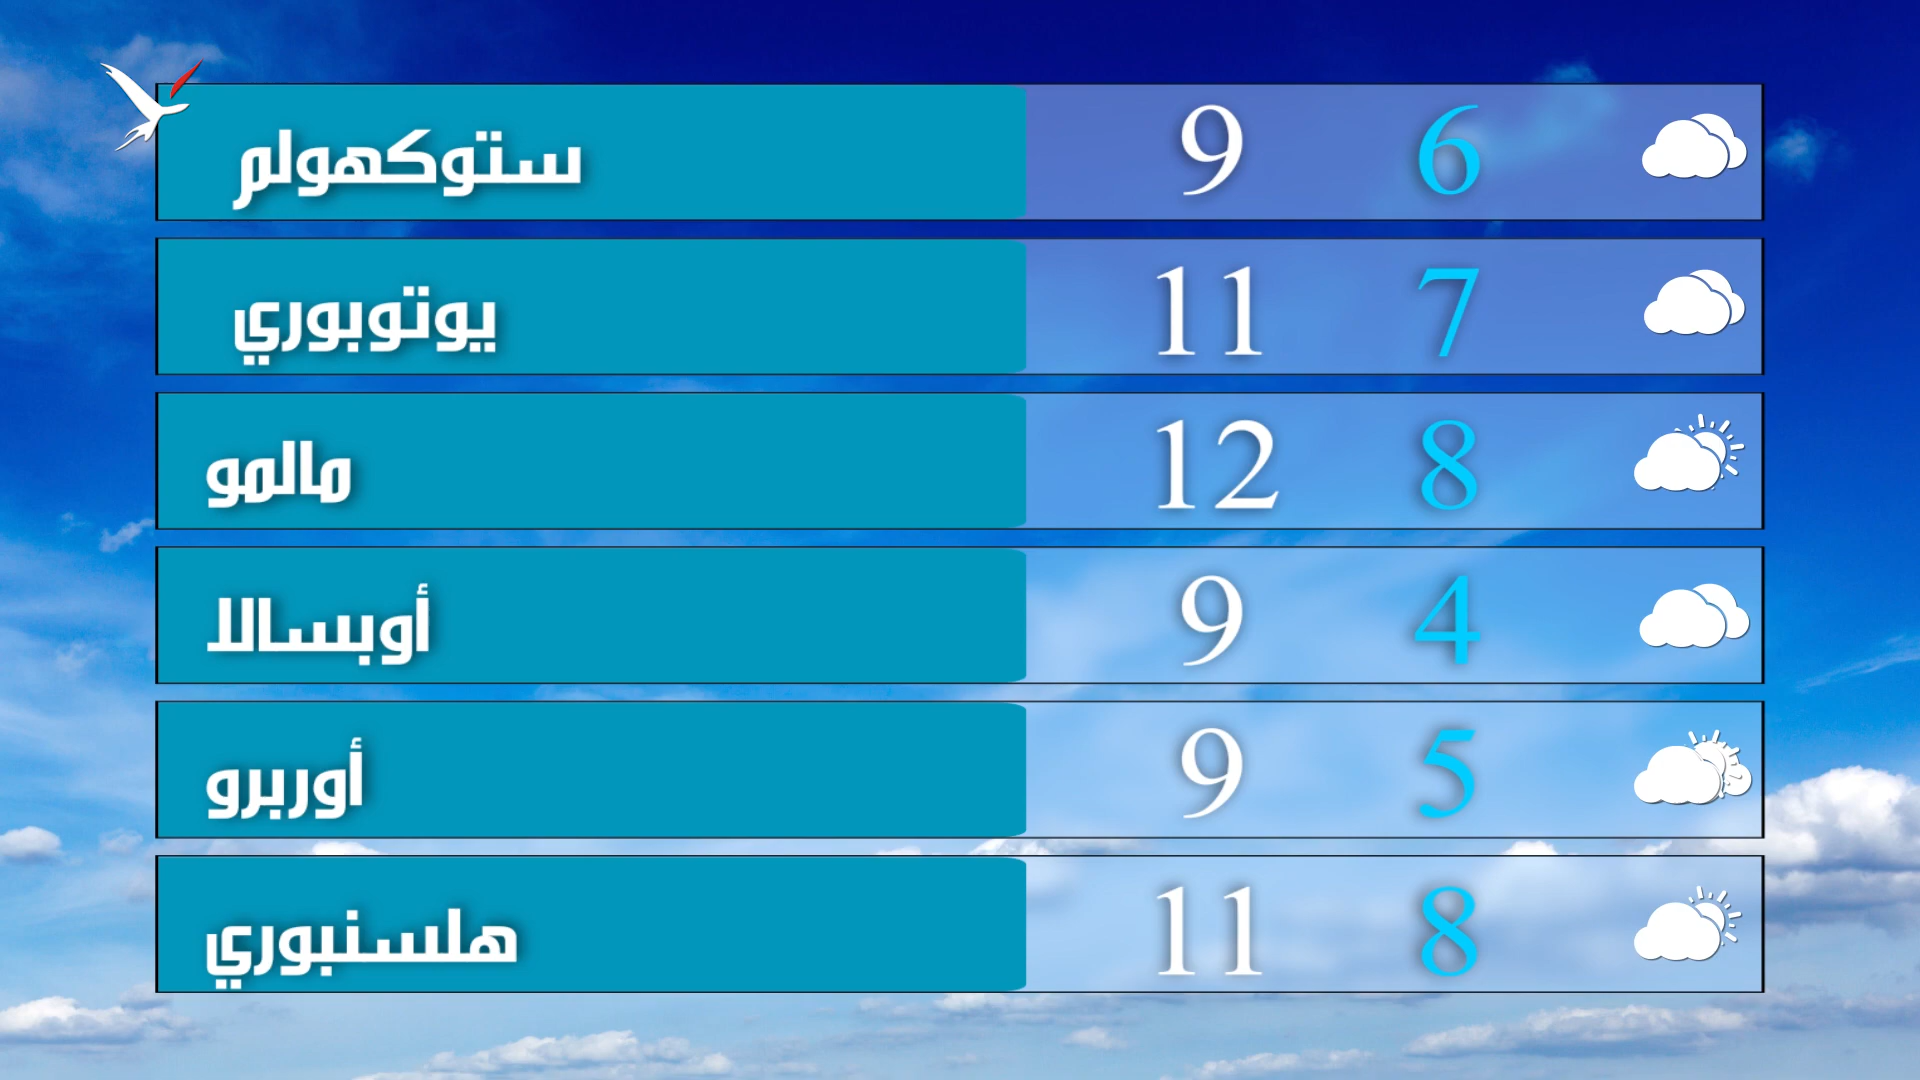 ستوكهولم 9 6
يوتوبوري 11 7
مالمو 12 8
أوبسالا 9 4
أوربرو 9 5
هلسنبوري 11 8